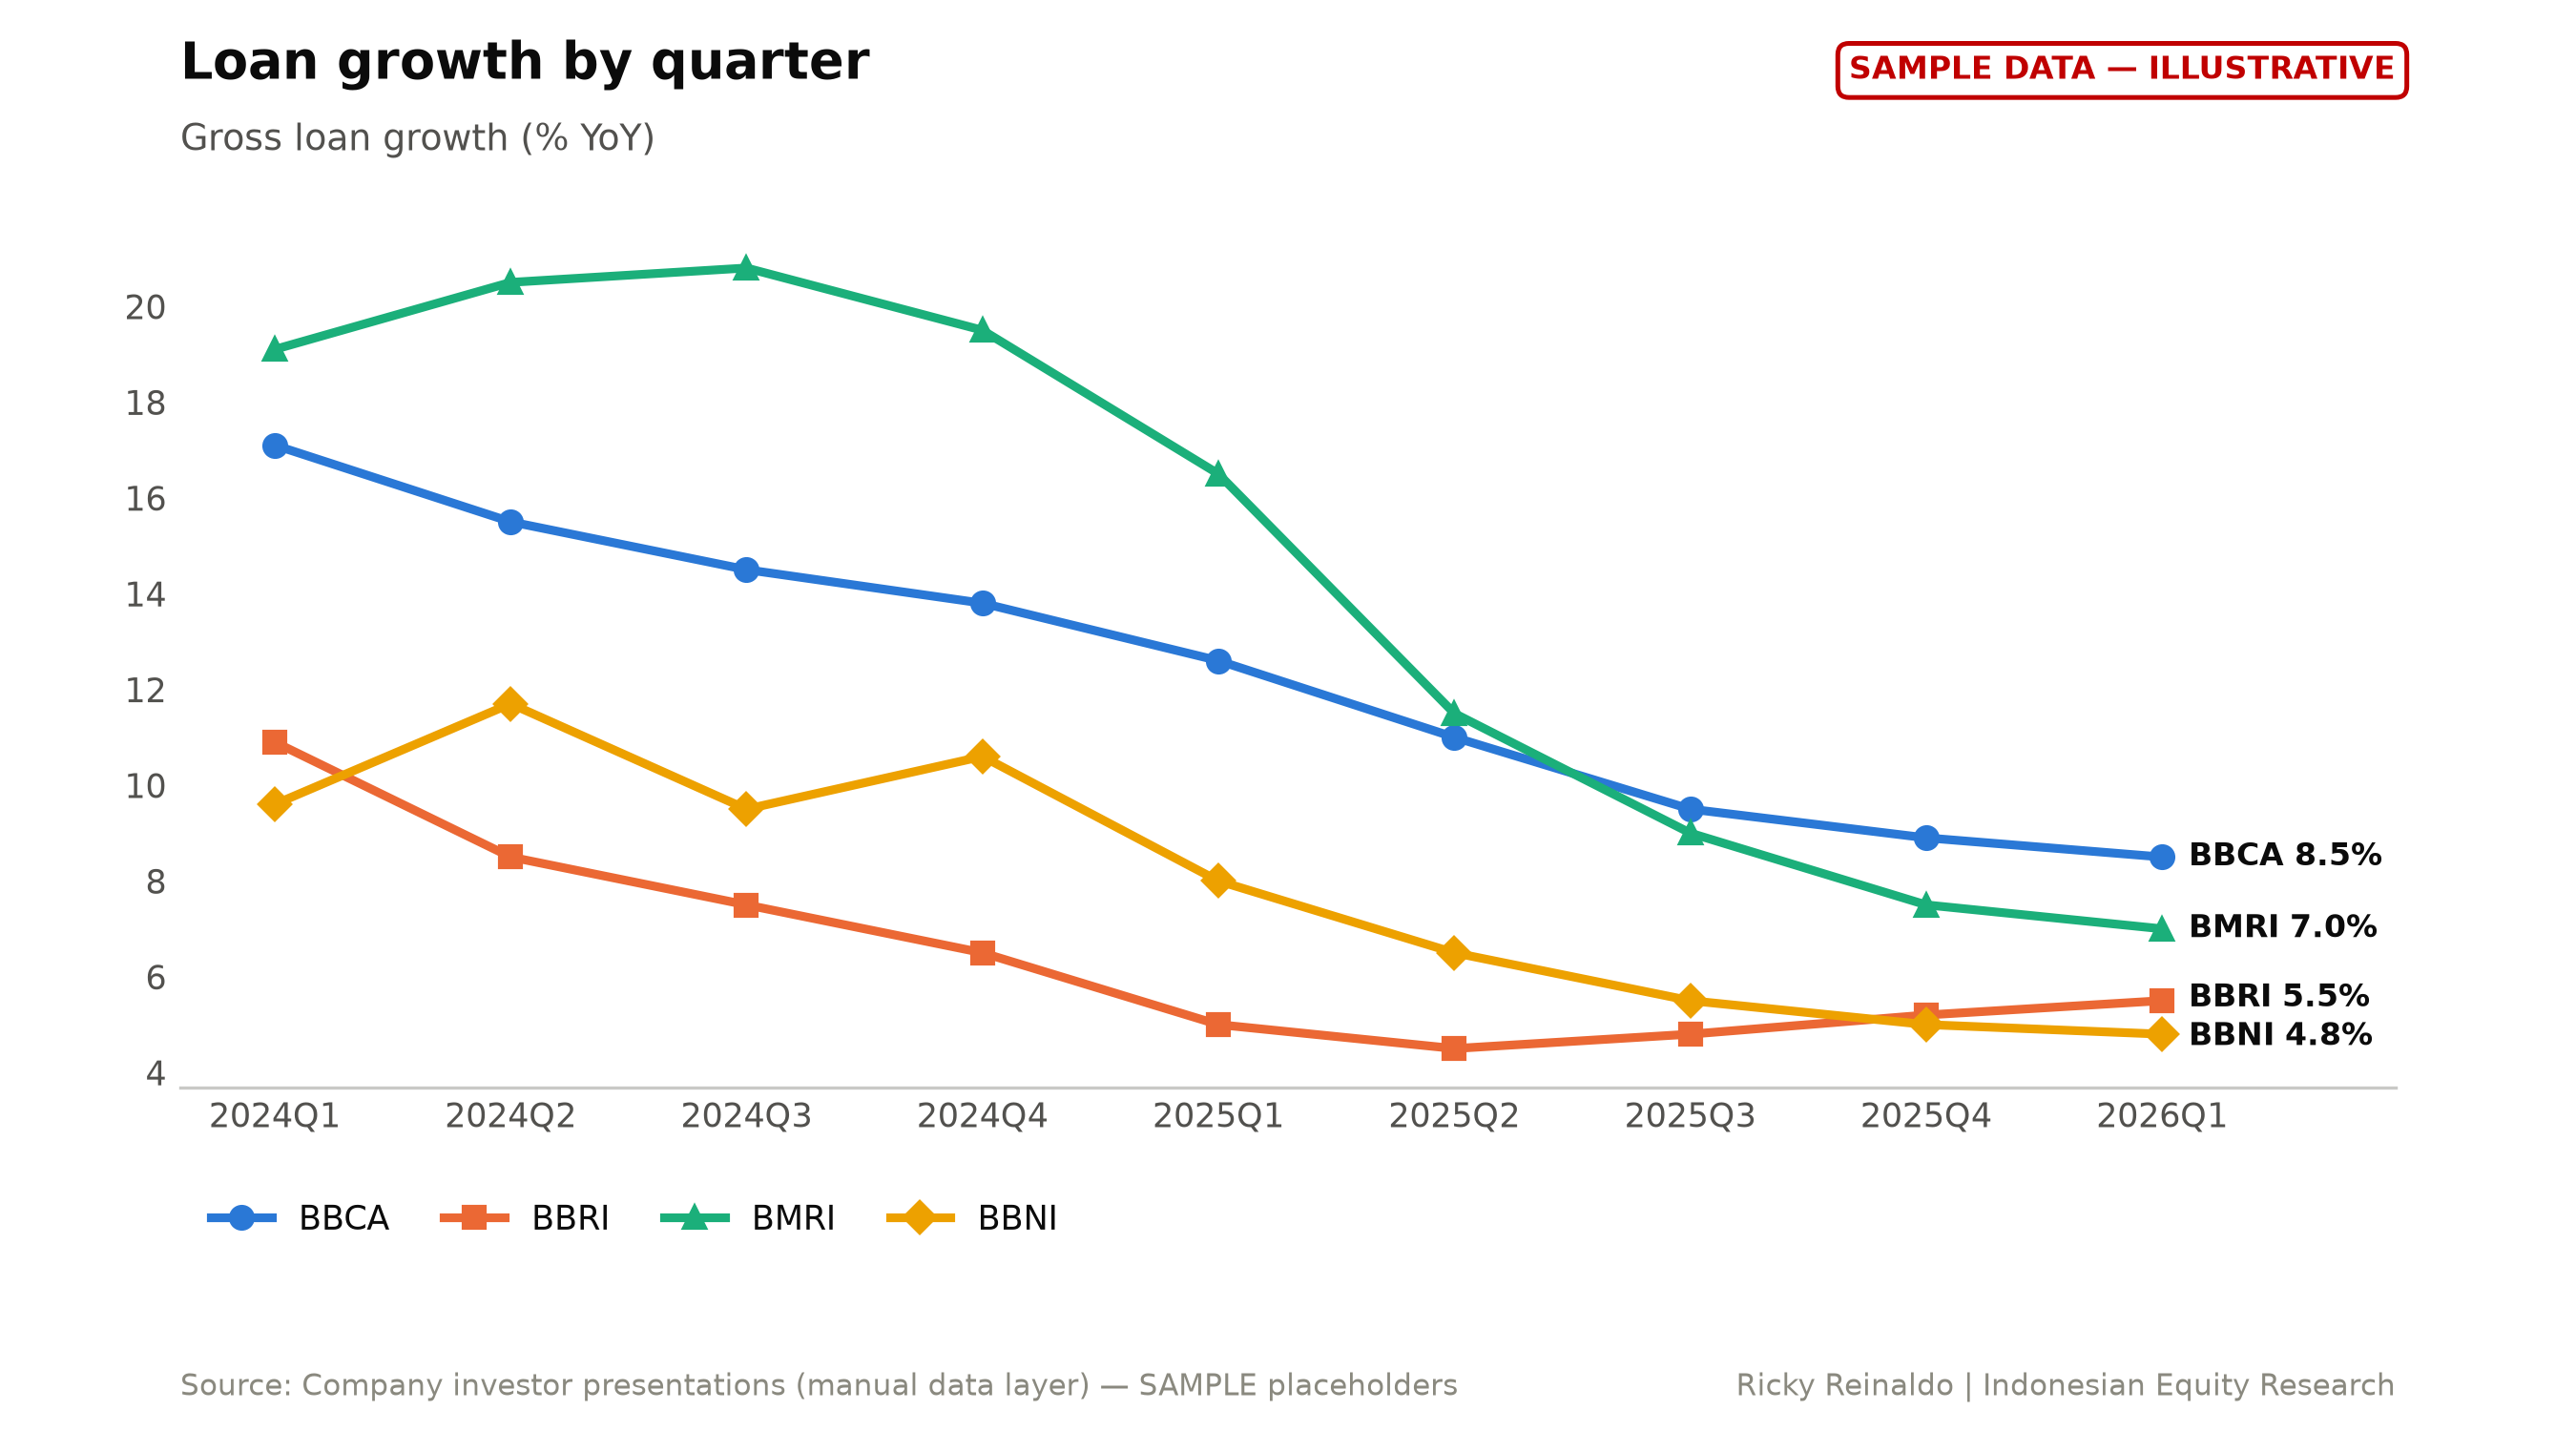 Loan growth by quarter
SAMPLE DATA — ILLUSTRATIVE
Gross loan growth (% YoY)
20
18
16
14
12
10
8
6
4
BBCA 8.5%
BMRI 7.0%
BBRI 5.5%
BBNI 4.8%
2024Q1 2024Q2 2024Q3 2024Q4 2025Q1 2025Q2 2025Q3 2025Q4 2026Q1
BBCA BBRI BMRI BBNI
Source: Company investor presentations (manual data layer) — SAMPLE placeholders
Ricky Reinaldo | Indonesian Equity Research